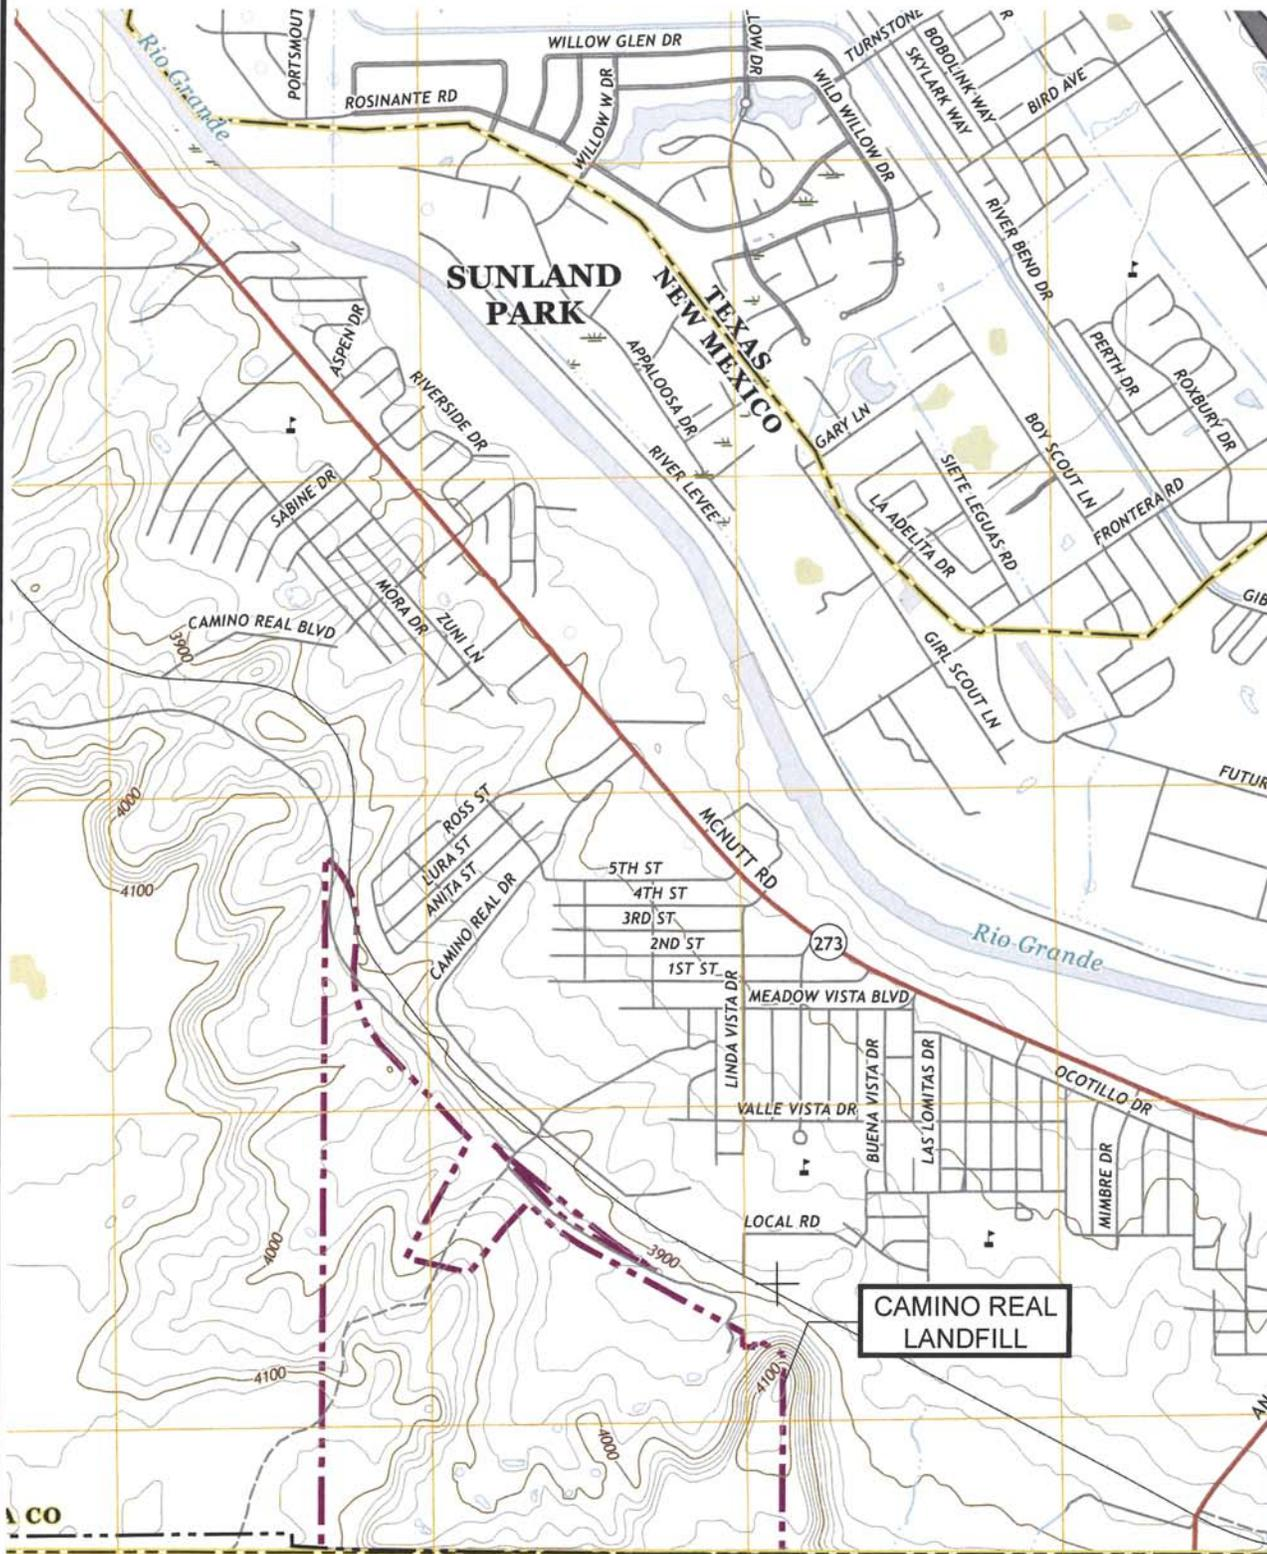 Rio Grande
PORTSMOU
WILLOW GLEN DR
LOW DR
TURNSTONE
BOBOLINK WAY
SKYLARK WAY
BIRD AVE
R
ROSINANTE RD
WILLOW W DR
WILD WILLOW DR
RIVER BEND DR
SUNLAND
PARK
TEXAS
NEW MEXICO
ASPEN DR
RIVERSIDE DR
APPALOOSA DR
RIVER LEVEE
GARY LN
PERTH DR
ROXBURY DR
BOY SCOUT LN
SIETE LEGUAS RD
LA ADELITA DR
FRONTERA RD
SABINE DR
MORA DR
ZUNI LN
CAMINO REAL BLVD
3900
GIRL SCOUT LN
GIB
FUTUR
4000
4100
ROSS ST
LURA ST
ANITA ST
CAMINO REAL DR
MCNUTT RD
5TH ST
4TH ST
3RD ST
2ND ST
1ST ST
273
Rio Grande
MEADOW VISTA BLVD
LINDA VISTA DR
VALLE VISTA DR
BUENA VISTA DR
LAS LOMITAS DR
OCOTILLO DR
MIMBRE DR
LOCAL RD
4000
3900
CAMINO REAL
LANDFILL
4100
4100
4000
AN
A CO